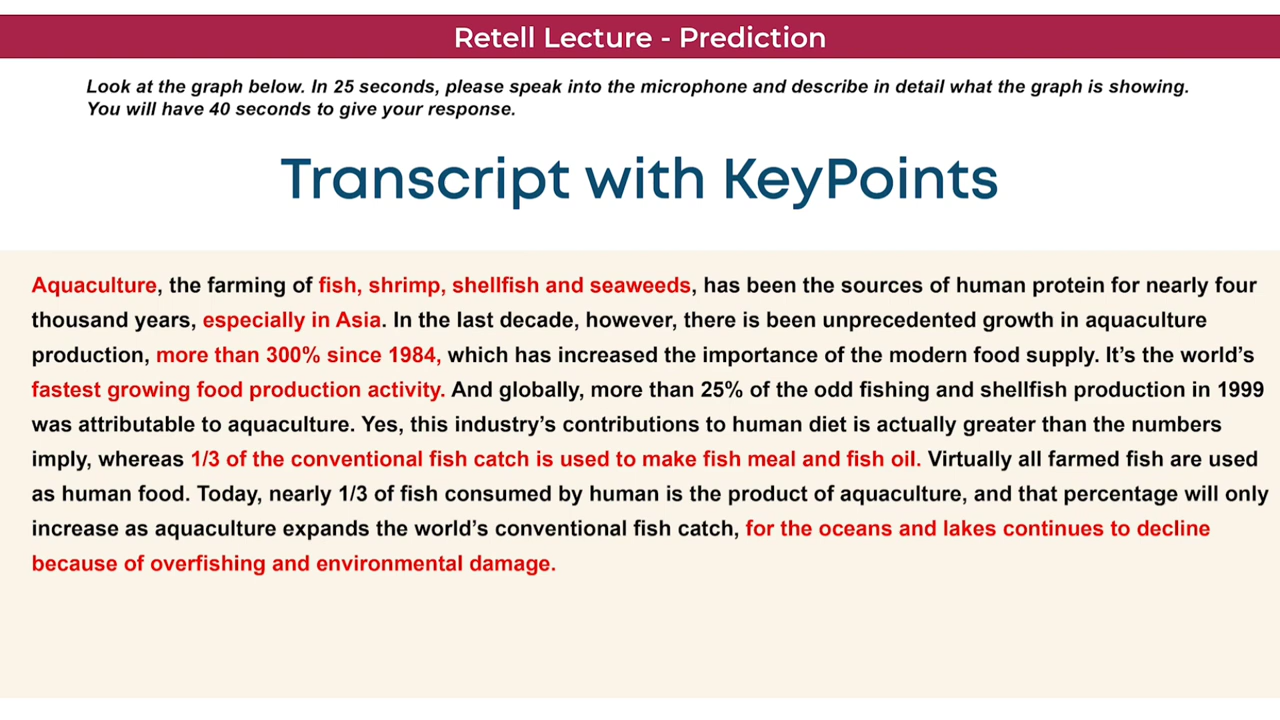 Retell Lecture - Prediction
Look at the graph below. In 25 seconds, please speak into the microphone and describe in detail what the graph is showing.
You will have 40 seconds to give your response.
Transcript with KeyPoints
Aquaculture, the farming of fish, shrimp, shellfish and seaweeds, has been the sources of human protein for nearly four
thousand years, especially in Asia. In the last decade, however, there is been unprecedented growth in aquaculture
production, more than 300% since 1984, which has increased the importance of the modern food supply. It’s the world’s
fastest growing food production activity. And globally, more than 25% of the odd fishing and shellfish production in 1999
was attributable to aquaculture. Yes, this industry’s contributions to human diet is actually greater than the numbers
imply, whereas 1/3 of the conventional fish catch is used to make fish meal and fish oil. Virtually all farmed fish are used
as human food. Today, nearly 1/3 of fish consumed by human is the product of aquaculture, and that percentage will only
increase as aquaculture expands the world’s conventional fish catch, for the oceans and lakes continues to decline
because of overfishing and environmental damage.